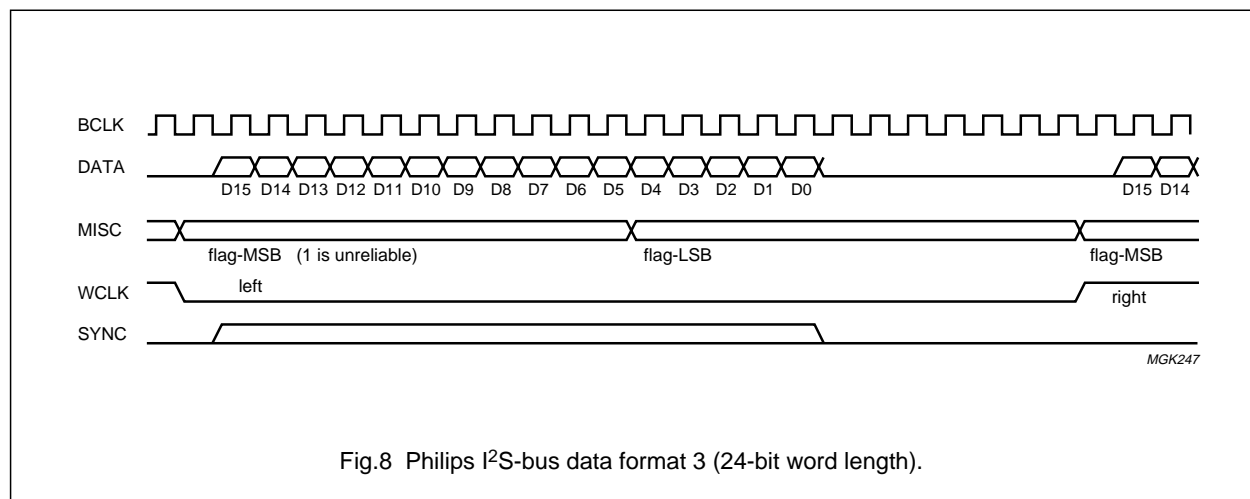 BCLK
DATA
D15 D14 D13 D12 D11 D10 D9 D8 D7 D6 D5 D4 D3 D2 D1 D0 D15 D14
MISC
flag-MSB (1 is unreliable) flag-LSB flag-MSB
WCLK left right
SYNC
MGK247
Fig.8 Philips I²S-bus data format 3 (24-bit word length).